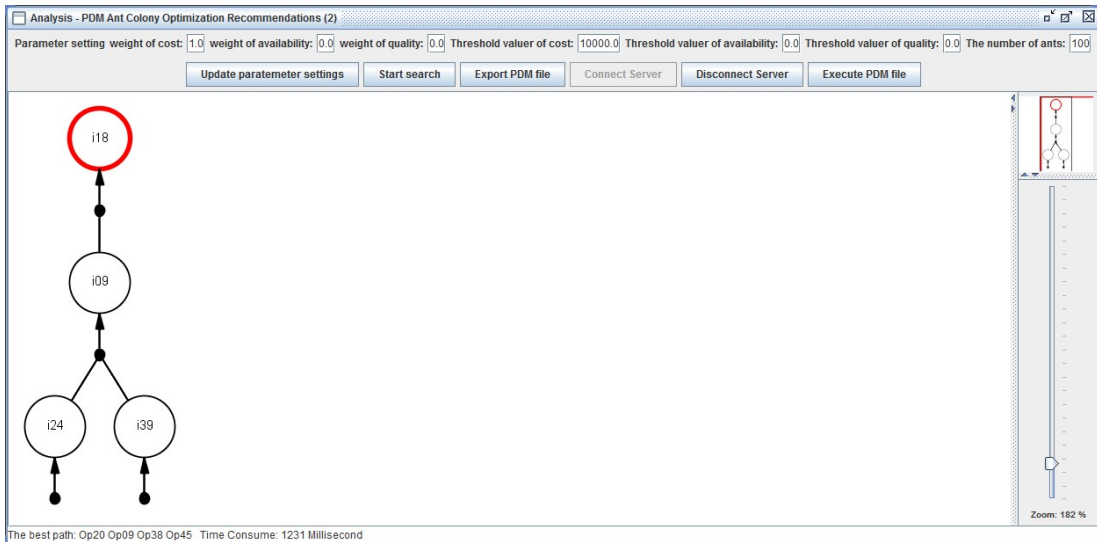 Analysis - PDM Ant Colony Optimization Recommendations (2)
Parameter setting weight of cost: 1.0 weight of availability: 0.0 weight of quality: 0.0 Threshold valuer of cost: 10000.0 Threshold valuer of availability: 0.0 Threshold valuer of quality: 0.0 The number of ants: 100
Update paratemeter settings Start search Export PDM file Connect Server Disconnect Server Execute PDM file
i18
i09
i24 i39
Zoom: 182 %
The best path: Op20 Op09 Op38 Op45 Time Consume: 1231 Millisecond